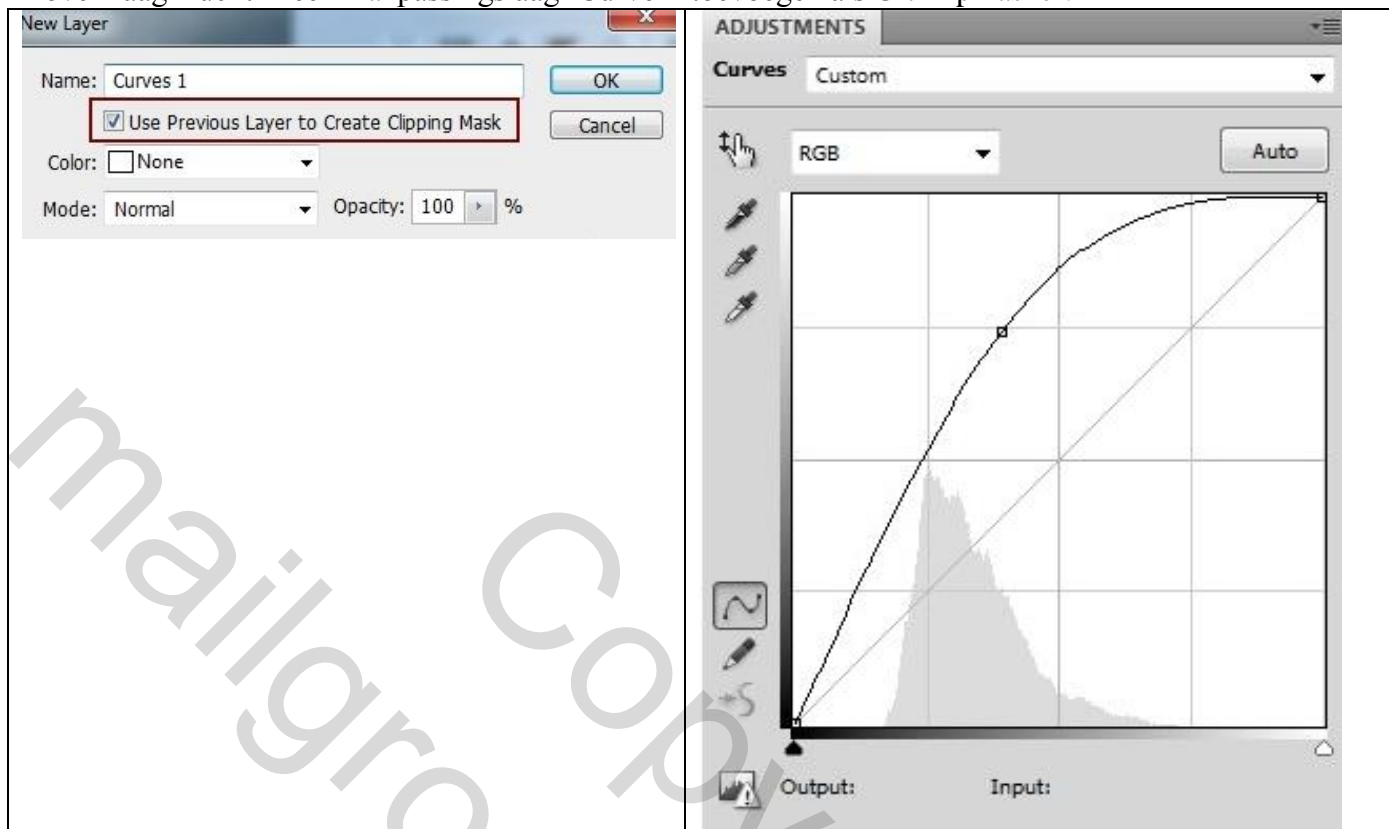 New Layer
Name: Curves 1
OK
Use Previous Layer to Create Clipping Mask
Cancel
Color: None
Mode: Normal
Opacity: 100 %
ADJUSTMENTS
Curves Custom
RGB
Auto
Output: Input:
mailgro
Cop